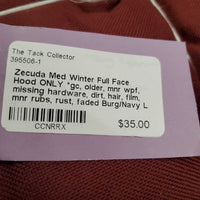 The Tack Collector
395506-1
Zecuda Med Winter Full Face
Hood ONLY *gc, older, mnr wpf,
missing hardware, dirt, hair, film,
mnr rubs, rust, faded Burg/Navy L
$35.00
CCNRRX